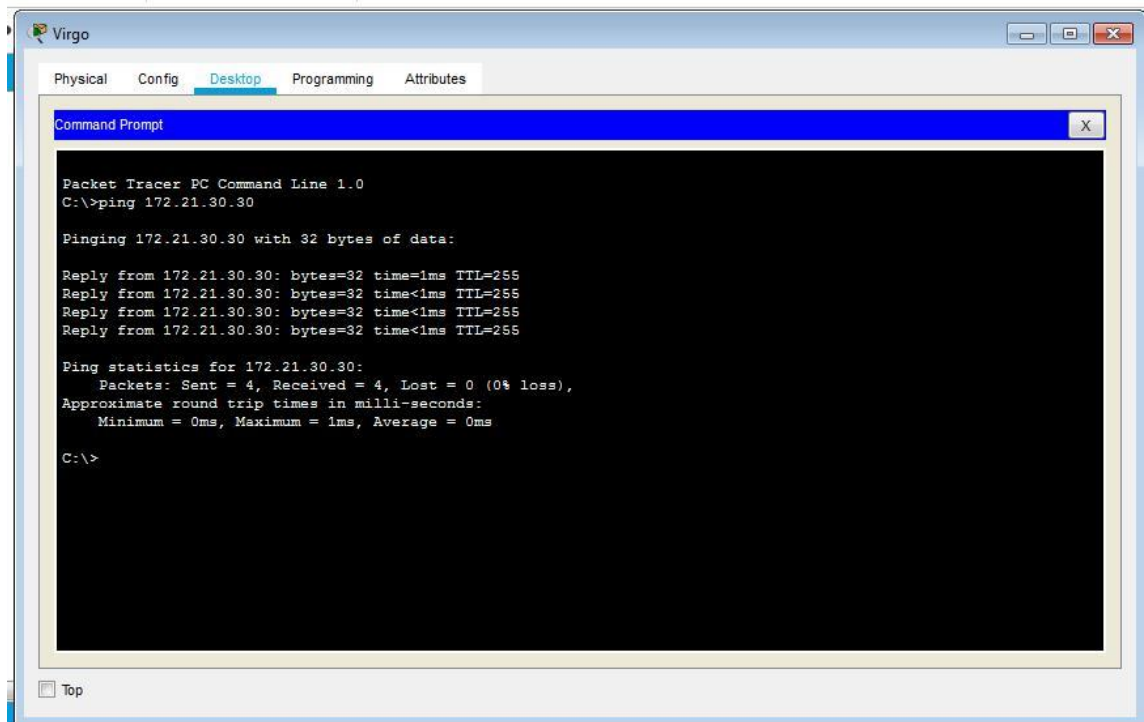 Virgo
Physical Config Desktop Programming Attributes
Command Prompt
X
Packet Tracer PC Command Line 1.0
C:\>ping 172.21.30.30
Pinging 172.21.30.30 with 32 bytes of data:
Reply from 172.21.30.30: bytes=32 time=1ms TTL=255
Reply from 172.21.30.30: bytes=32 time<1ms TTL=255
Reply from 172.21.30.30: bytes=32 time<1ms TTL=255
Reply from 172.21.30.30: bytes=32 time<1ms TTL=255
Ping statistics for 172.21.30.30:
Packets: Sent = 4, Received = 4, Lost = 0 (0% loss),
Approximate round trip times in milli-seconds:
Minimum = 0ms, Maximum = 1ms, Average = 0ms
C:\>
Top